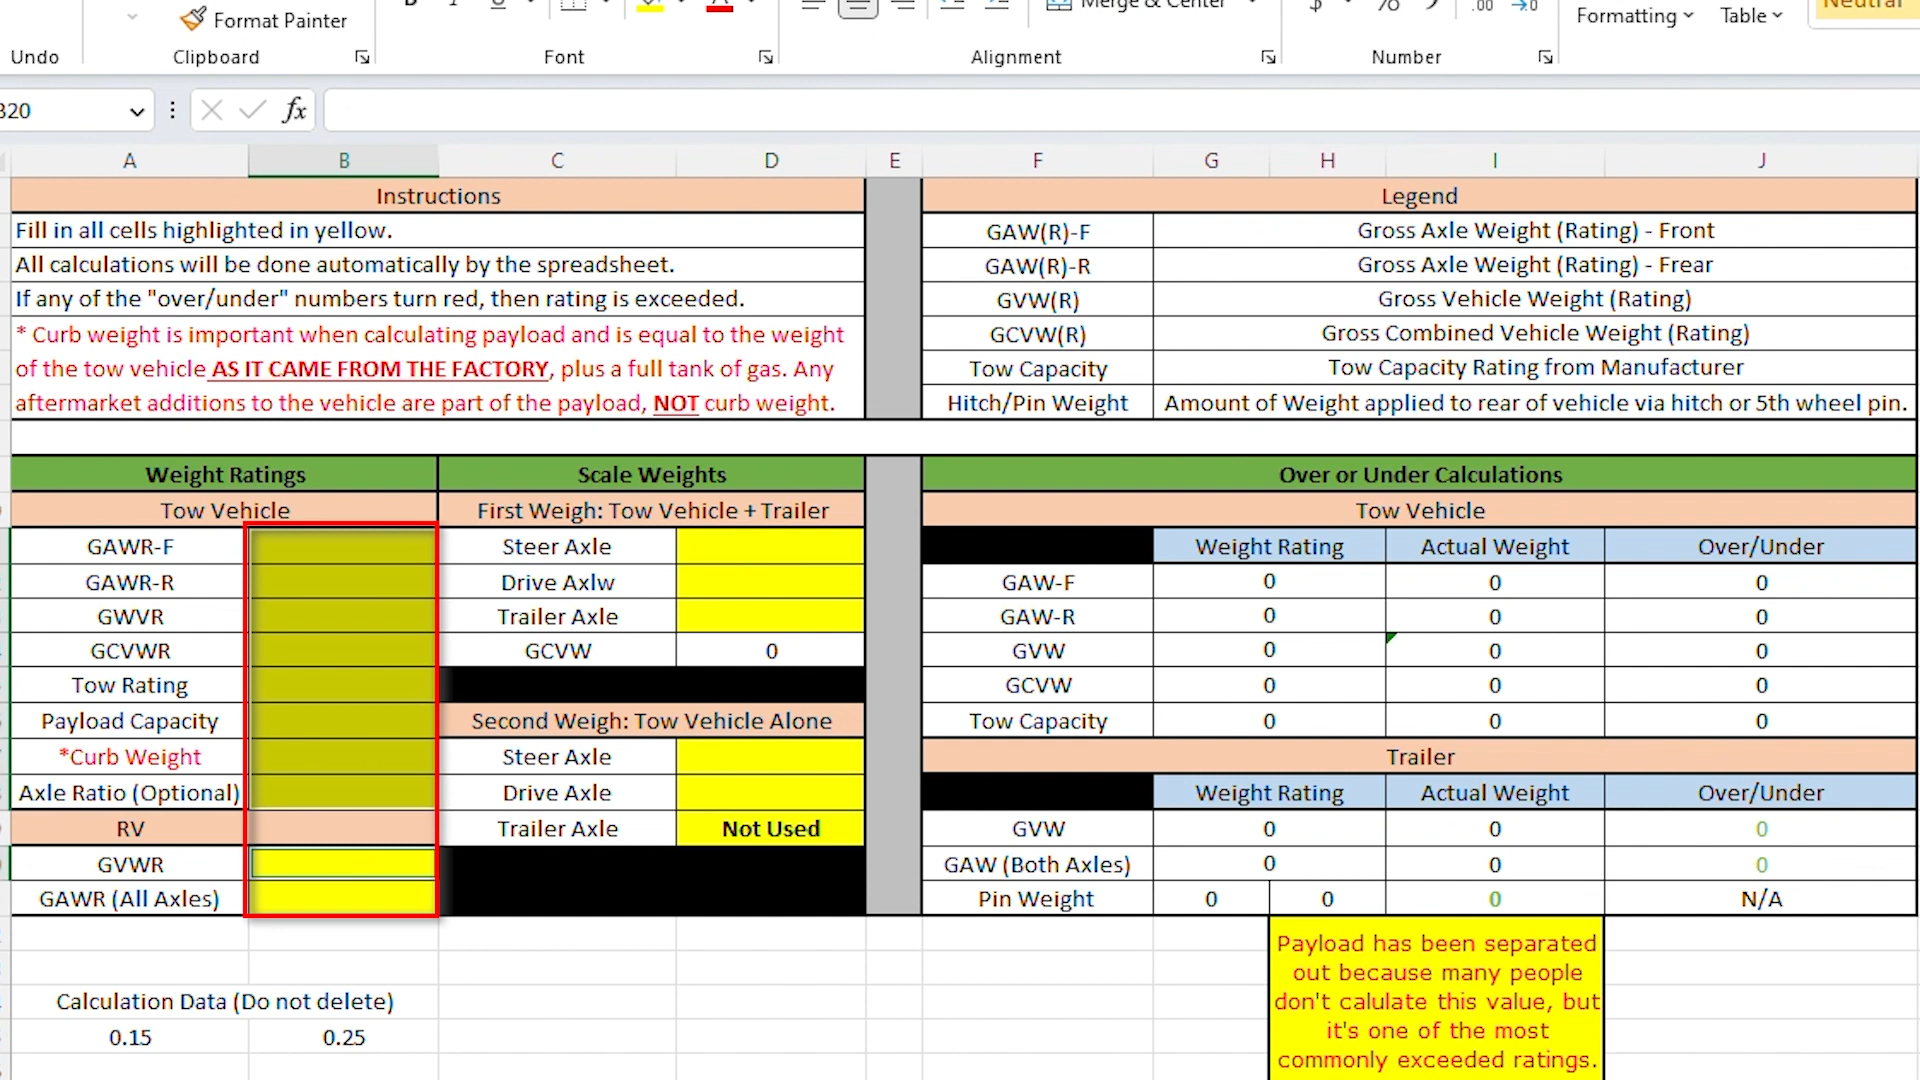 Format Painter
Merge & Center
$ % .00
Formatting Table Neutral
Undo Clipboard Font Alignment Number
B20 fx
A B C D E F G H I J
Instructions Legend
Fill in all cells highlighted in yellow. GAW(R)-F Gross Axle Weight (Rating) - Front
All calculations will be done automatically by the spreadsheet. GAW(R)-R Gross Axle Weight (Rating) - Frear
If any of the "over/under" numbers turn red, then rating is exceeded. GVW(R) Gross Vehicle Weight (Rating)
* Curb weight is important when calculating payload and is equal to the weight GCVW(R) Gross Combined Vehicle Weight (Rating)
of the tow vehicle AS IT CAME FROM THE FACTORY, plus a full tank of gas. Any Tow Capacity Tow Capacity Rating from Manufacturer
aftermarket additions to the vehicle are part of the payload, NOT curb weight. Hitch/Pin Weight Amount of Weight applied to rear of vehicle via hitch or 5th wheel pin.
Weight Ratings Scale Weights Over or Under Calculations
Tow Vehicle First Weigh: Tow Vehicle + Trailer Tow Vehicle
GAWR-F Steer Axle Weight Rating Actual Weight Over/Under
GAWR-R Drive Axlw GAW-F 0 0 0
GWVR Trailer Axle GAW-R 0 0 0
GCVWR GCVW 0 GVW 0 0 0
Tow Rating GCVW 0 0 0
Payload Capacity Second Weigh: Tow Vehicle Alone Tow Capacity 0 0 0
*Curb Weight Steer Axle Trailer
Axle Ratio (Optional) Drive Axle Weight Rating Actual Weight Over/Under
RV Trailer Axle Not Used GVW 0 0 0
GVWR GAW (Both Axles) 0 0 0
GAWR (All Axles) Pin Weight 0 0 0 N/A
Payload has been separated
out because many people
don't calulate this value, but
it's one of the most
commonly exceeded ratings.
Calculation Data (Do not delete)
0.15 0.25